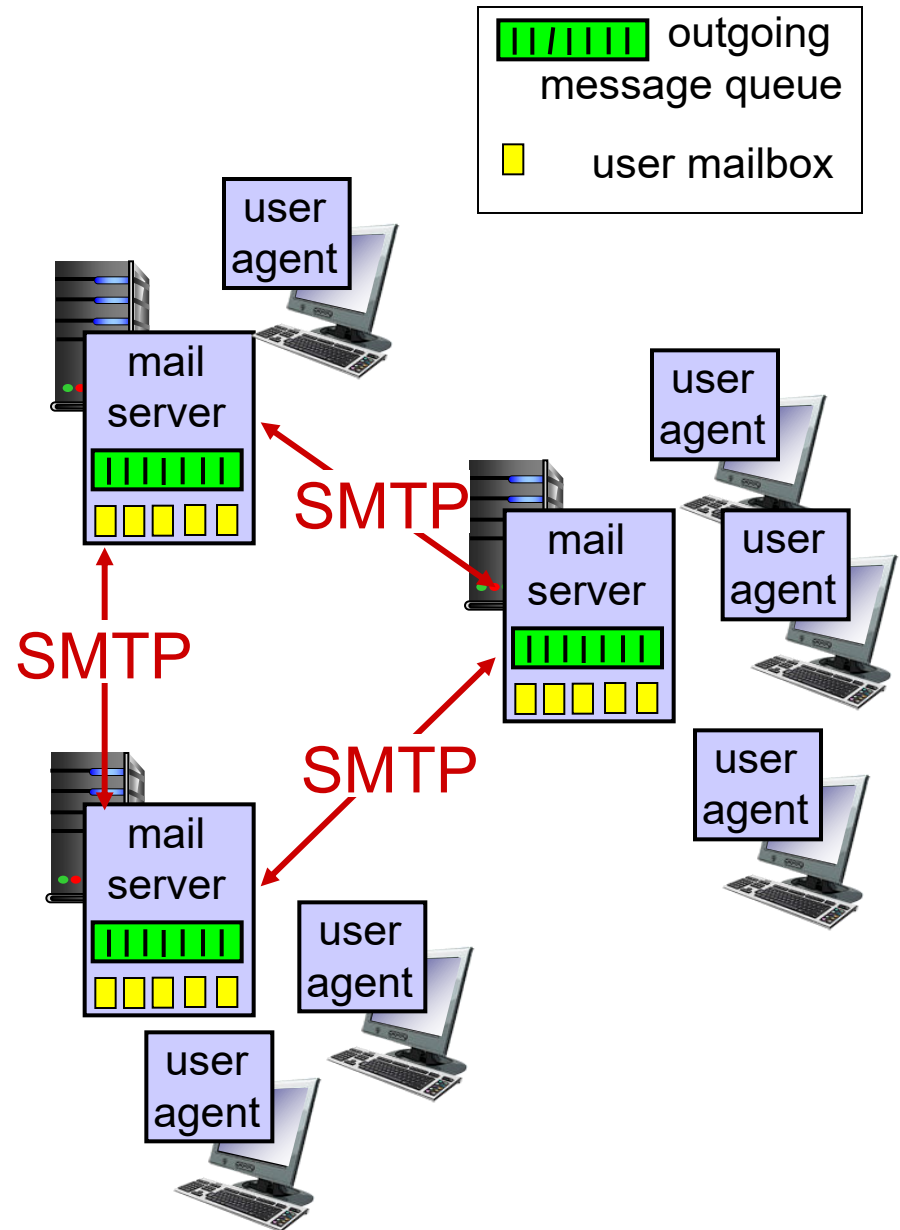 outgoing
message queue
user mailbox
user
agent
mail
server
SMTP
user
agent
mail
server
user
agent
SMTP
user
agent
SMTP
mail
server
user
agent
user
agent